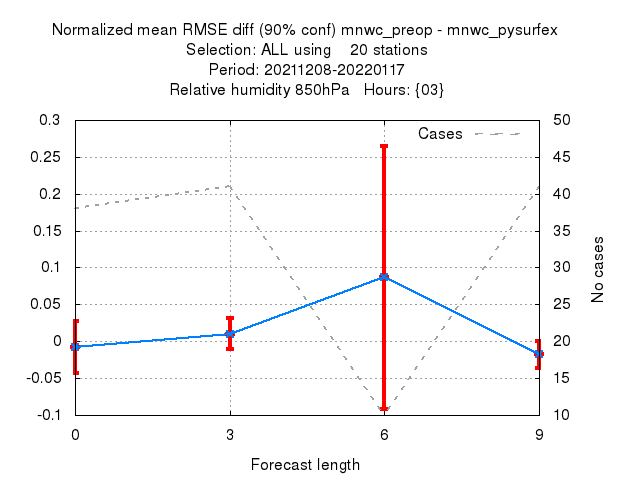 Normalized mean RMSE diff (90% conf) mnwc_preop - mnwc_pysurfex
Selection: ALL using    20 stations
Period: 20211208-20220117
Relative humidity 850hPa   Hours: {03}
Cases
0.3
0.25
0.2
0.15
0.1
0.05
0
-0.05
-0.1
50
45
40
35
30
25
20
15
10
No cases
0 3 6 9
Forecast length